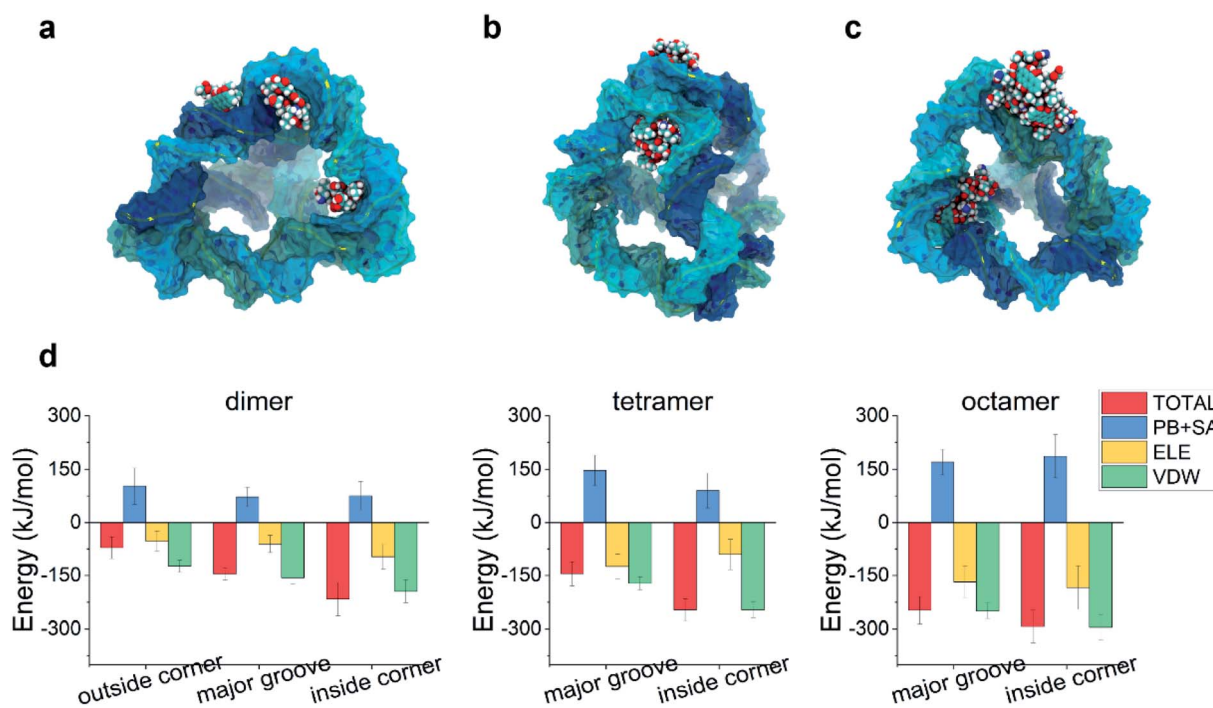 a
b
c
d
dimer
tetramer
octamer
TOTAL
PB+SA
ELE
VDW
Energy (kJ/mol)
300
150
0
-150
-300
outside corner
major groove
inside corner
Energy (kJ/mol)
300
150
0
-150
-300
major groove
inside corner
Energy (kJ/mol)
300
150
0
-150
-300
major groove
inside corner